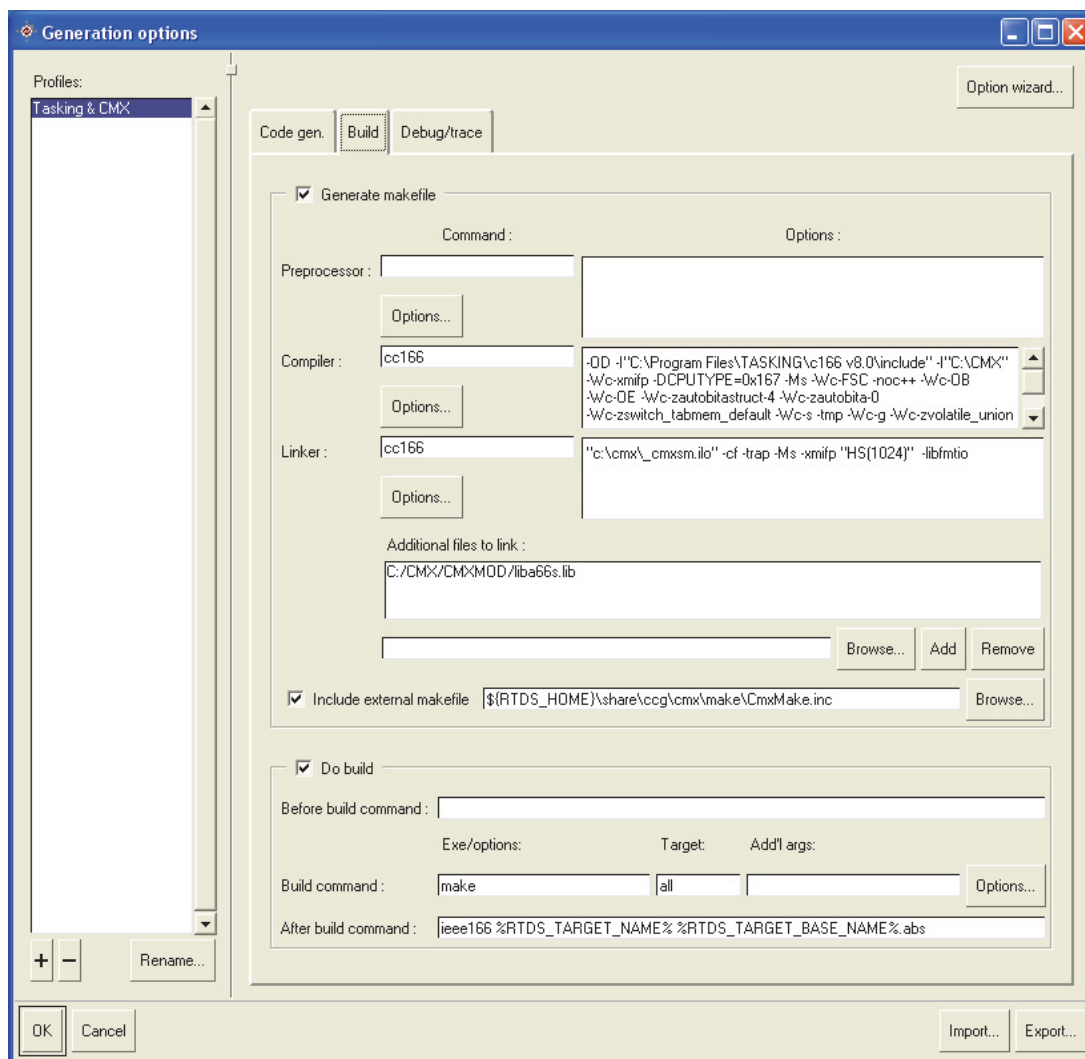 Generation options
Profiles:
Tasking & CMX
Option wizard...
Code gen.
Build
Debug/trace
Generate makefile
Command :
Options :
Preprocessor :
Options...
Compiler :
cc166
-OD -I"C:\Program Files\TASKING\c166 v8.0\include" -I"C:\CMX"
-Wc-xmifp -DCPUTYPE=0x167 -Ms -Wc-FSC -noc++ -Wc-OB
-Wc-OE -Wc-zautobitastruct-4 -Wc-zautobita-0
-Wc-zswitch_tabmem_default -Wc-s -tmp -Wc-g -Wc-zvolatile_union
Options...
Linker :
cc166
"c:\cmx\_cmxsm.ilo" -cf -trap -Ms -xmifp "HS(1024)" -libfmtio
Options...
Additional files to link :
C:/CMX/CMXMOD/liba66s.lib
Browse...
Add
Remove
Include external makefile
${RTDS_HOME}\share\ccg\cmx\make\CmxMake.inc
Browse...
Do build
Before build command :
Exe/options:
Target:
Add'l args:
Build command :
make
all
Options...
After build command :
ieee166 %RTDS_TARGET_NAME% %RTDS_TARGET_BASE_NAME%.abs
+
−
Rename...
OK
Cancel
Import...
Export...